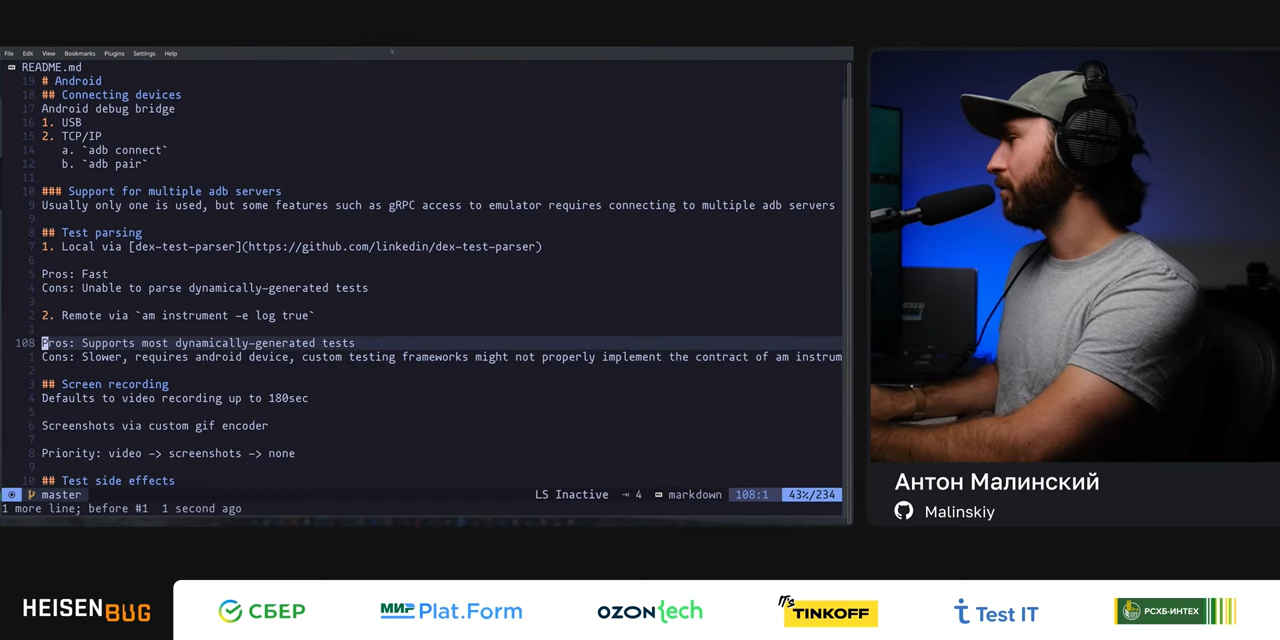 File Edit View Bookmarks Plugins Settings Help
README.md
19 # Android
18 ## Connecting devices
17 Android debug bridge
16 1. USB
15 2. TCP/IP
14 a. `adb connect`
12 b. `adb pair`
11
10 ### Support for multiple adb servers
9 Usually only one is used, but some features such as gRPC access to emulator requires connecting to multiple adb servers
9
8 ## Test parsing
7 1. Local via [dex-test-parser](https://github.com/linkedin/dex-test-parser)
6
5 Pros: Fast
4 Cons: Unable to parse dynamically-generated tests
3
2 2. Remote via `am instrument -e log true`
1
108 Pros: Supports most dynamically-generated tests
1 Cons: Slower, requires android device, custom testing frameworks might not properly implement the contract of am instrum
2
3 ## Screen recording
4 Defaults to video recording up to 180sec
5
6 Screenshots via custom gif encoder
7
8 Priority: video -> screenshots -> none
9
10 ## Test side effects
master LS Inactive 4 markdown 108:1 43%/234
1 more line; before #1 1 second ago
Антон Малинский
Malinskiy
HEISENBUG
СБЕР
МИР Plat.Form
OZON{ech
IT's TINKOFF
Test IT
РСХБ-ИНТЕХ